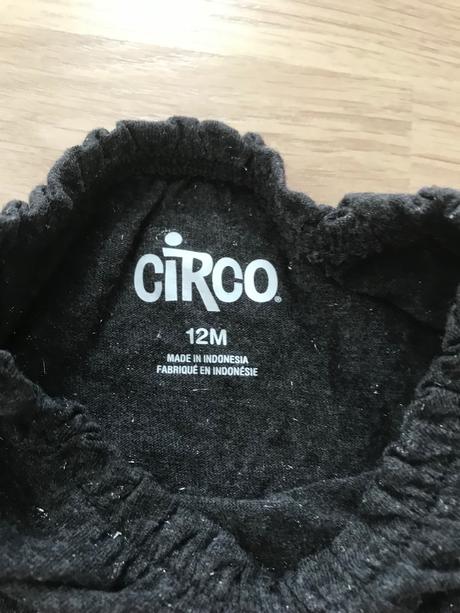 CiRCO®
12M
MADE IN INDONESIA
FABRIQUÉ EN INDONÉSIE